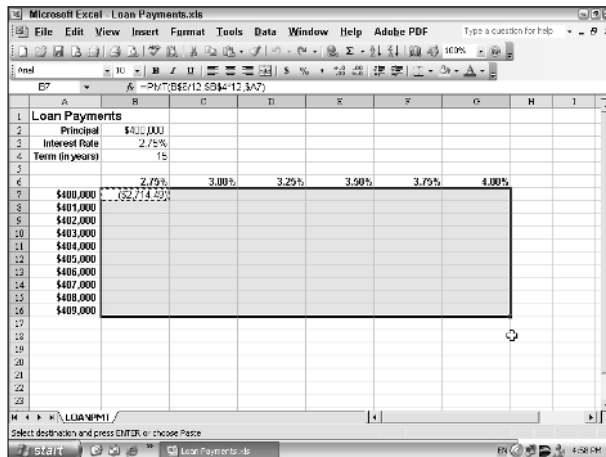 Microsoft Excel - Loan Payments.xls
File Edit View Insert Format Tools Data Window Help Adobe PDF Type a question for help
100%
Arial 10 B I U $ % ,
B7 fx =PMT(B$6/12,$B$4*12,$A7)
A B C D E F G H I
1 Loan Payments
2 Principal $400,000
3 Interest Rate 2.75%
4 Term (in years) 15
5
6 2.75% 3.00% 3.25% 3.50% 3.75% 4.00%
7 $400,000 ($2,714.49)
8 $401,000
9 $402,000
10 $403,000
11 $404,000
12 $405,000
13 $406,000
14 $407,000
15 $408,000
16 $409,000
17
18
19
20
21
22
23
LOANPMT
Select destination and press ENTER or choose Paste
start Loan Payments.xls EN 4:58 PM